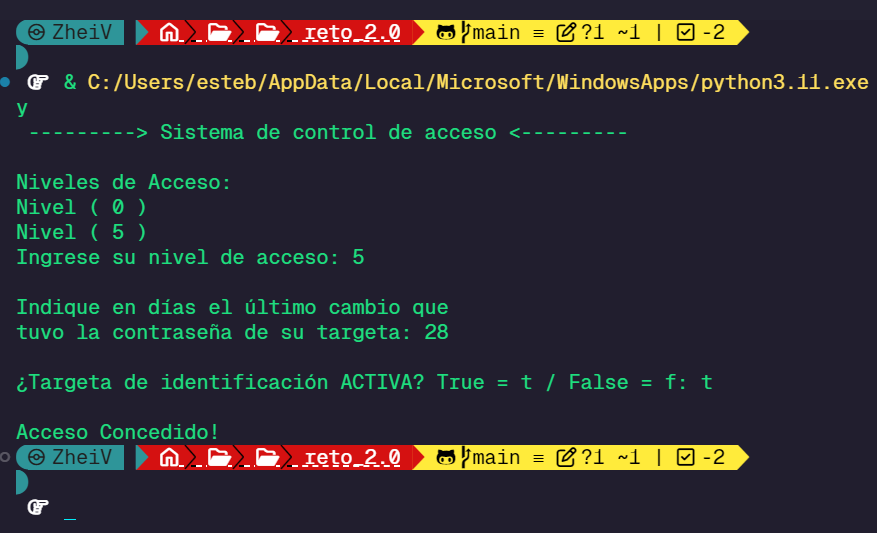 ZheiV reto_2.0 main ≡ ?1 ~1 | -2
& C:/Users/esteb/AppData/Local/Microsoft/WindowsApps/python3.11.exe
y
---------> Sistema de control de acceso <---------
Niveles de Acceso:
Nivel ( 0 )
Nivel ( 5 )
Ingrese su nivel de acceso: 5
Indique en días el último cambio que
tuvo la contraseña de su targeta: 28
¿Targeta de identificación ACTIVA? True = t / False = f: t
Acceso Concedido!
ZheiV reto_2.0 main ≡ ?1 ~1 | -2
_